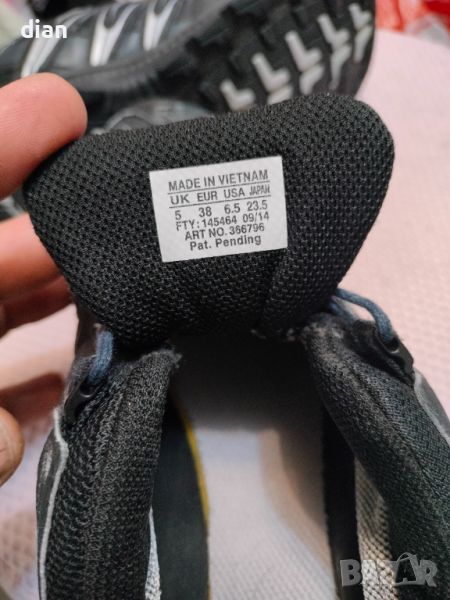 dian
MADE IN VIETNAM
UK EUR USA JAPAN
5 38 6.5 23.5
FTY: 145464 09/14
ART NO. 366796
Pat. Pending
BAZAR